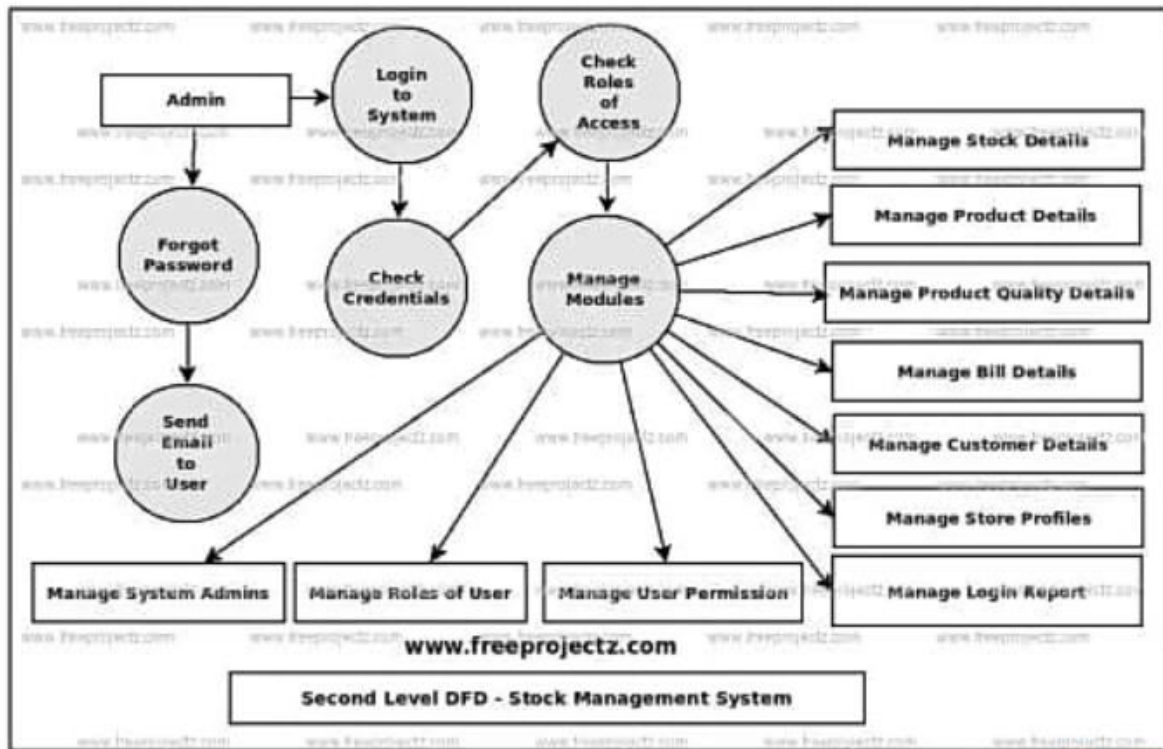 Admin
Login
to
System
Check
Roles
of
Access
Forgot
Password
Check
Credentials
Manage
Modules
Send
Email
to
User
Manage Stock Details
Manage Product Details
Manage Product Quality Details
Manage Bill Details
Manage Customer Details
Manage Store Profiles
Manage Login Report
Manage System Admins
Manage Roles of User
Manage User Permission
www.freeprojectz.com
Second Level DFD - Stock Management System